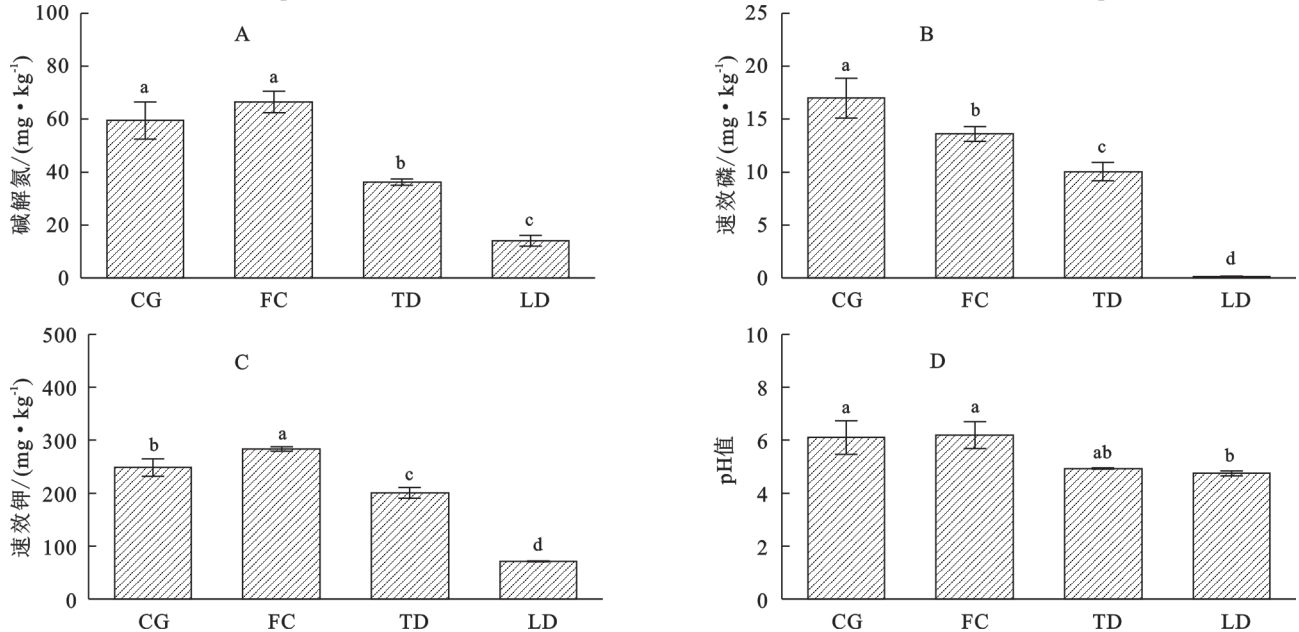 A
碱解氮/(mg·kg⁻¹)
100
80
60
40
20
0
a
a
b
c
CG FC TD LD
B
速效磷/(mg·kg⁻¹)
25
20
15
10
5
0
a
b
c
d
CG FC TD LD
C
速效钾/(mg·kg⁻¹)
500
400
300
200
100
0
b
a
c
d
CG FC TD LD
D
pH值
10
8
6
4
2
0
a
a
ab
b
CG FC TD LD